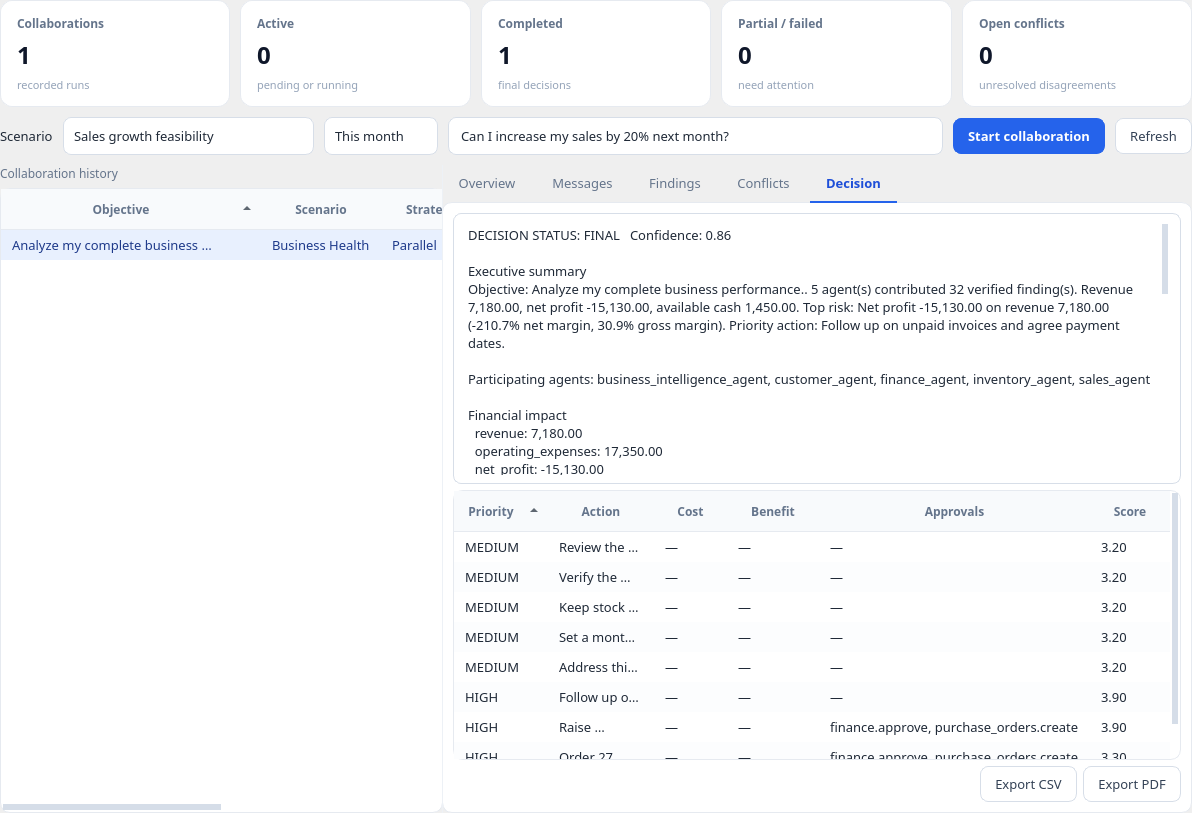 Collaborations
1
recorded runs
Active
0
pending or running
Completed
1
final decisions
Partial / failed
0
need attention
Open conflicts
0
unresolved disagreements
Scenario
Sales growth feasibility
This month
Can I increase my sales by 20% next month?
Start collaboration
Refresh
Collaboration history
Objective Scenario Strate
Analyze my complete business ... Business Health Parallel
Overview Messages Findings Conflicts Decision
DECISION STATUS: FINAL Confidence: 0.86
Executive summary
Objective: Analyze my complete business performance.. 5 agent(s) contributed 32 verified finding(s). Revenue
7,180.00, net profit -15,130.00, available cash 1,450.00. Top risk: Net profit -15,130.00 on revenue 7,180.00
(-210.7% net margin, 30.9% gross margin). Priority action: Follow up on unpaid invoices and agree payment
dates.
Participating agents: business_intelligence_agent, customer_agent, finance_agent, inventory_agent, sales_agent
Financial impact
revenue: 7,180.00
operating_expenses: 17,350.00
net_profit: -15,130.00
Priority Action Cost Benefit Approvals Score
MEDIUM Review the ... — — — 3.20
MEDIUM Verify the ... — — — 3.20
MEDIUM Keep stock ... — — — 3.20
MEDIUM Set a mont... — — — 3.20
MEDIUM Address thi... — — — 3.20
HIGH Follow up o... — — — 3.90
HIGH Raise ... — — finance.approve, purchase_orders.create 3.90
HIGH Order 27 — — finance.approve, purchase_orders.create 3.30
Export CSV
Export PDF